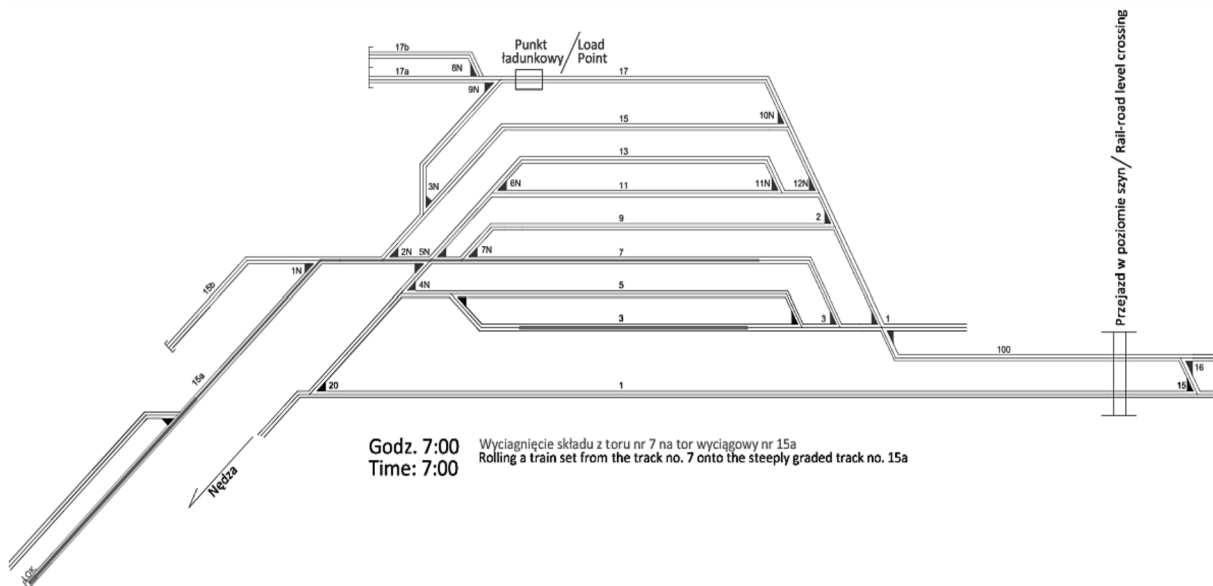 17b
8N
17a
9N
Punkt
ładunkowy
/
Load
Point
17
10N
15
13
3N
6N
11N
12N
11
9
2
2N
5N
7N
7
1N
15b
4N
5
3
3
1
100
16
15a
20
1
15
Przejazd w poziomie szyn / Rail-road level crossing
Godz. 7:00
Wyciagnięcie składu z toru nr 7 na tor wyciągowy nr 15a
Time: 7:00
Rolling a train set from the track no. 7 onto the steeply graded track no. 15a
Nędza
LOK